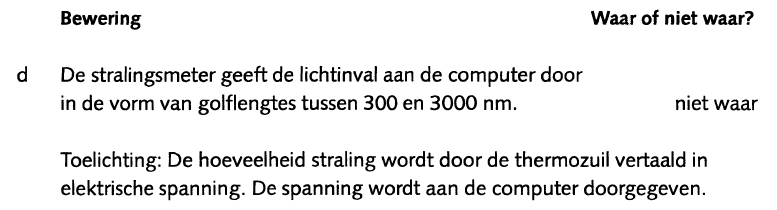 Bewering Waar of niet waar?
d De stralingsmeter geeft de lichtinval aan de computer door
in de vorm van golflengtes tussen 300 en 3000 nm. niet waar
Toelichting: De hoeveelheid straling wordt door de thermozuil vertaald in
elektrische spanning. De spanning wordt aan de computer doorgegeven.